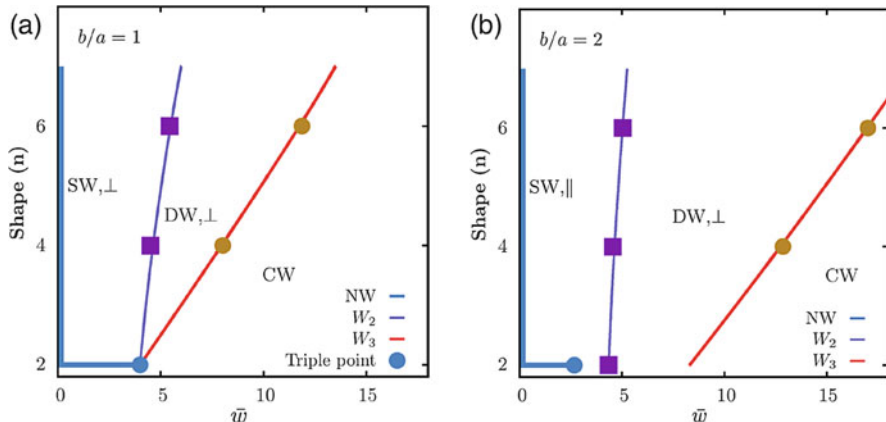 (a)
b/a = 1
Shape (n)
6
4
2
SW,⊥
DW,⊥
CW
NW
W₂
W₃
Triple point
0
5
10
15
w̄
(b)
b/a = 2
Shape (n)
6
4
2
SW,∥
DW,⊥
CW
NW
W₂
W₃
0
5
10
15
w̄